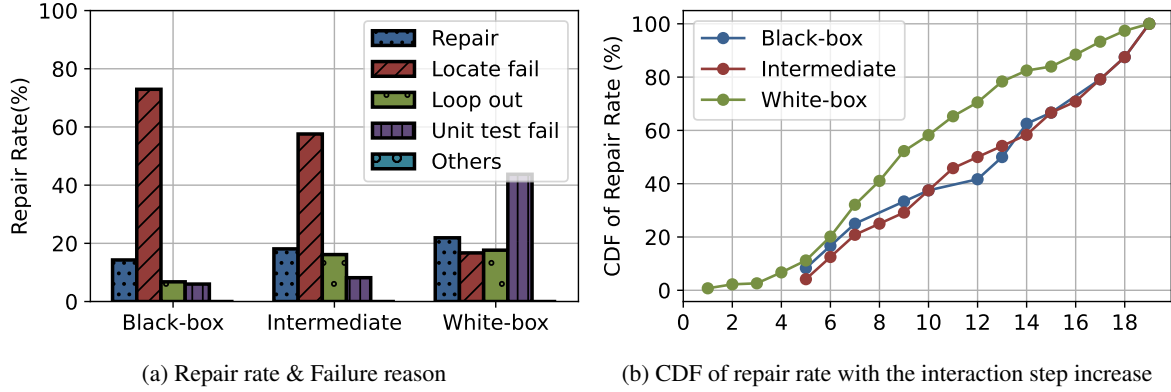 Repair Rate(%)
100
80
60
40
20
0
Repair
Locate fail
Loop out
Unit test fail
Others
Black-box
Intermediate
White-box
(a) Repair rate & Failure reason
CDF of Repair Rate (%)
100
80
60
40
20
0
Black-box
Intermediate
White-box
0 2 4 6 8 10 12 14 16 18
(b) CDF of repair rate with the interaction step increase